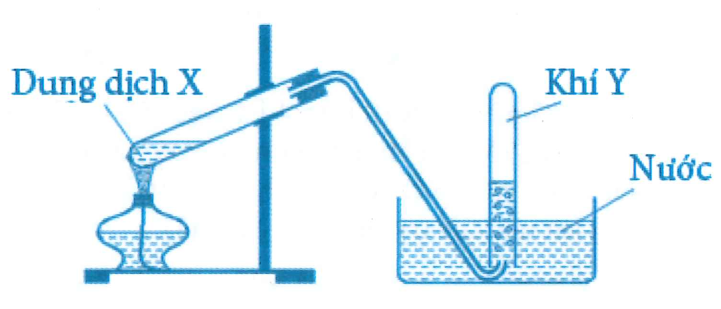 Dung dịch X
Khí Y
Nước